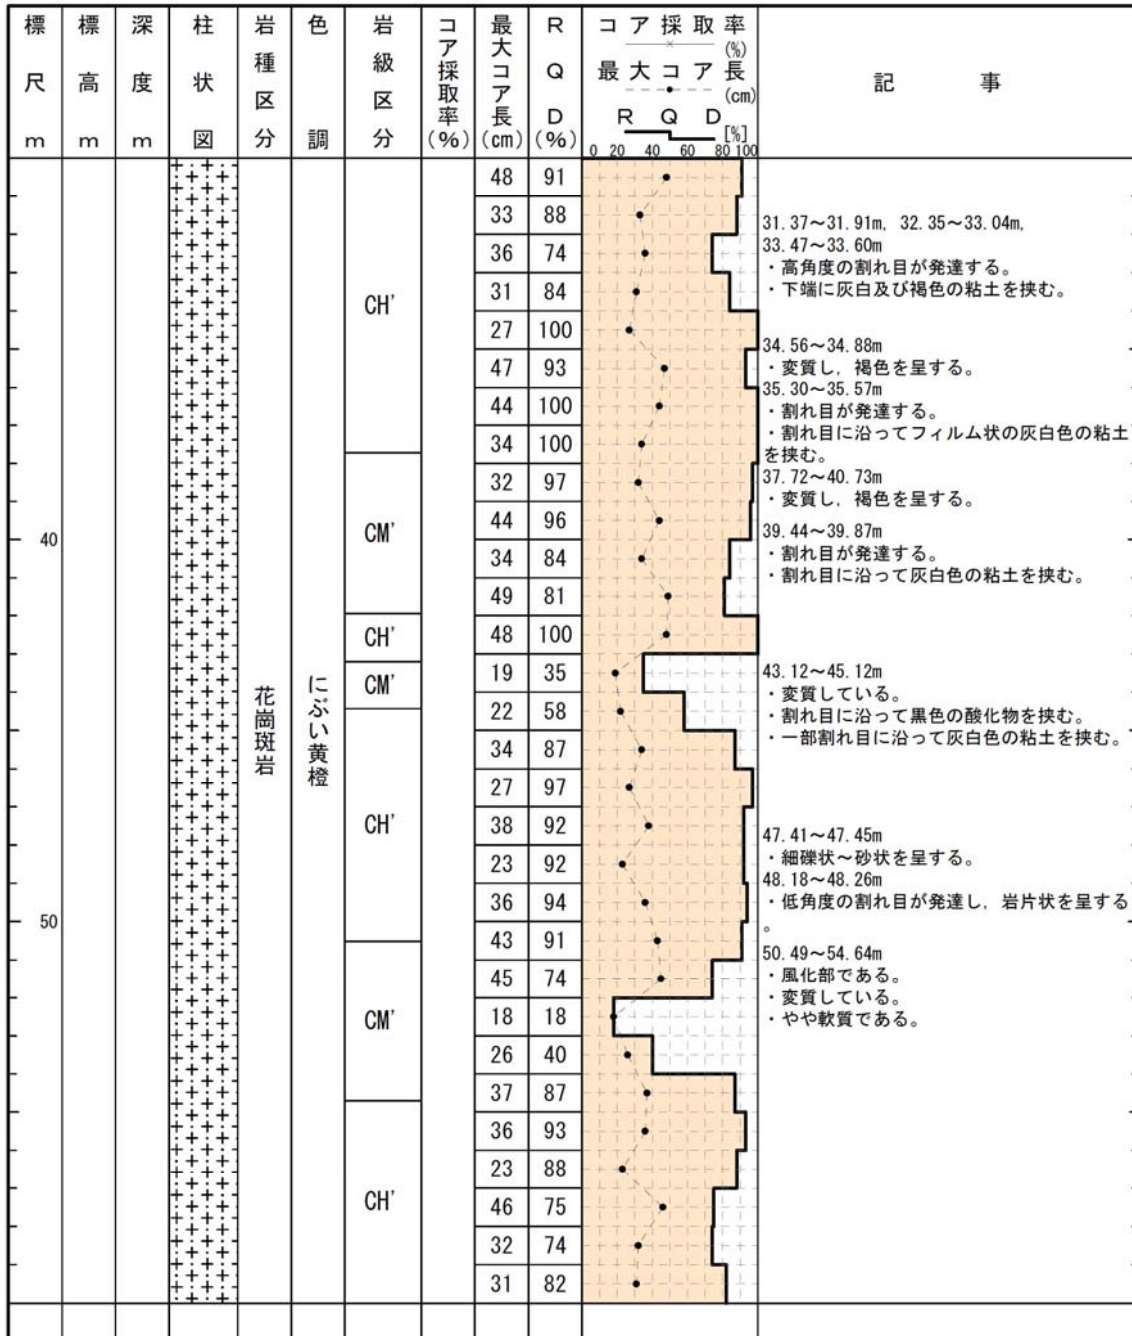 標尺m
標高m
深度m
柱状図
岩種区分
色調
岩級区分
コア採取率(%)
最大コア長(cm)
RQD(%)
コア採取率
(%)
最大コア長
(cm)
R Q D
[%]
0 20 40 60 80 100
記事
48 91
33 88
36 74
31 84
27 100
47 93
44 100
34 100
32 97
44 96
34 84
49 81
48 100
19 35
22 58
34 87
27 97
38 92
23 92
36 94
43 91
45 74
18 18
26 40
37 87
36 93
23 88
46 75
32 74
31 82
40
50
花崗斑岩
にぶい黄橙
CH'
CM'
CH'
CM'
CH'
CM'
CH'
31.37～31.91m, 32.35～33.04m,
33.47～33.60m
・高角度の割れ目が発達する。
・下端に灰白及び褐色の粘土を挟む。
34.56～34.88m
・変質し, 褐色を呈する。
35.30～35.57m
・割れ目が発達する。
・割れ目に沿ってフィルム状の灰白色の粘土
を挟む。
37.72～40.73m
・変質し, 褐色を呈する。
39.44～39.87m
・割れ目が発達する。
・割れ目に沿って灰白色の粘土を挟む。
43.12～45.12m
・変質している。
・割れ目に沿って黒色の酸化物を挟む。
・一部割れ目に沿って灰白色の粘土を挟む。
47.41～47.45m
・細礫状～砂状を呈する。
48.18～48.26m
・低角度の割れ目が発達し, 岩片状を呈する
。
50.49～54.64m
・風化部である。
・変質している。
・やや軟質である。